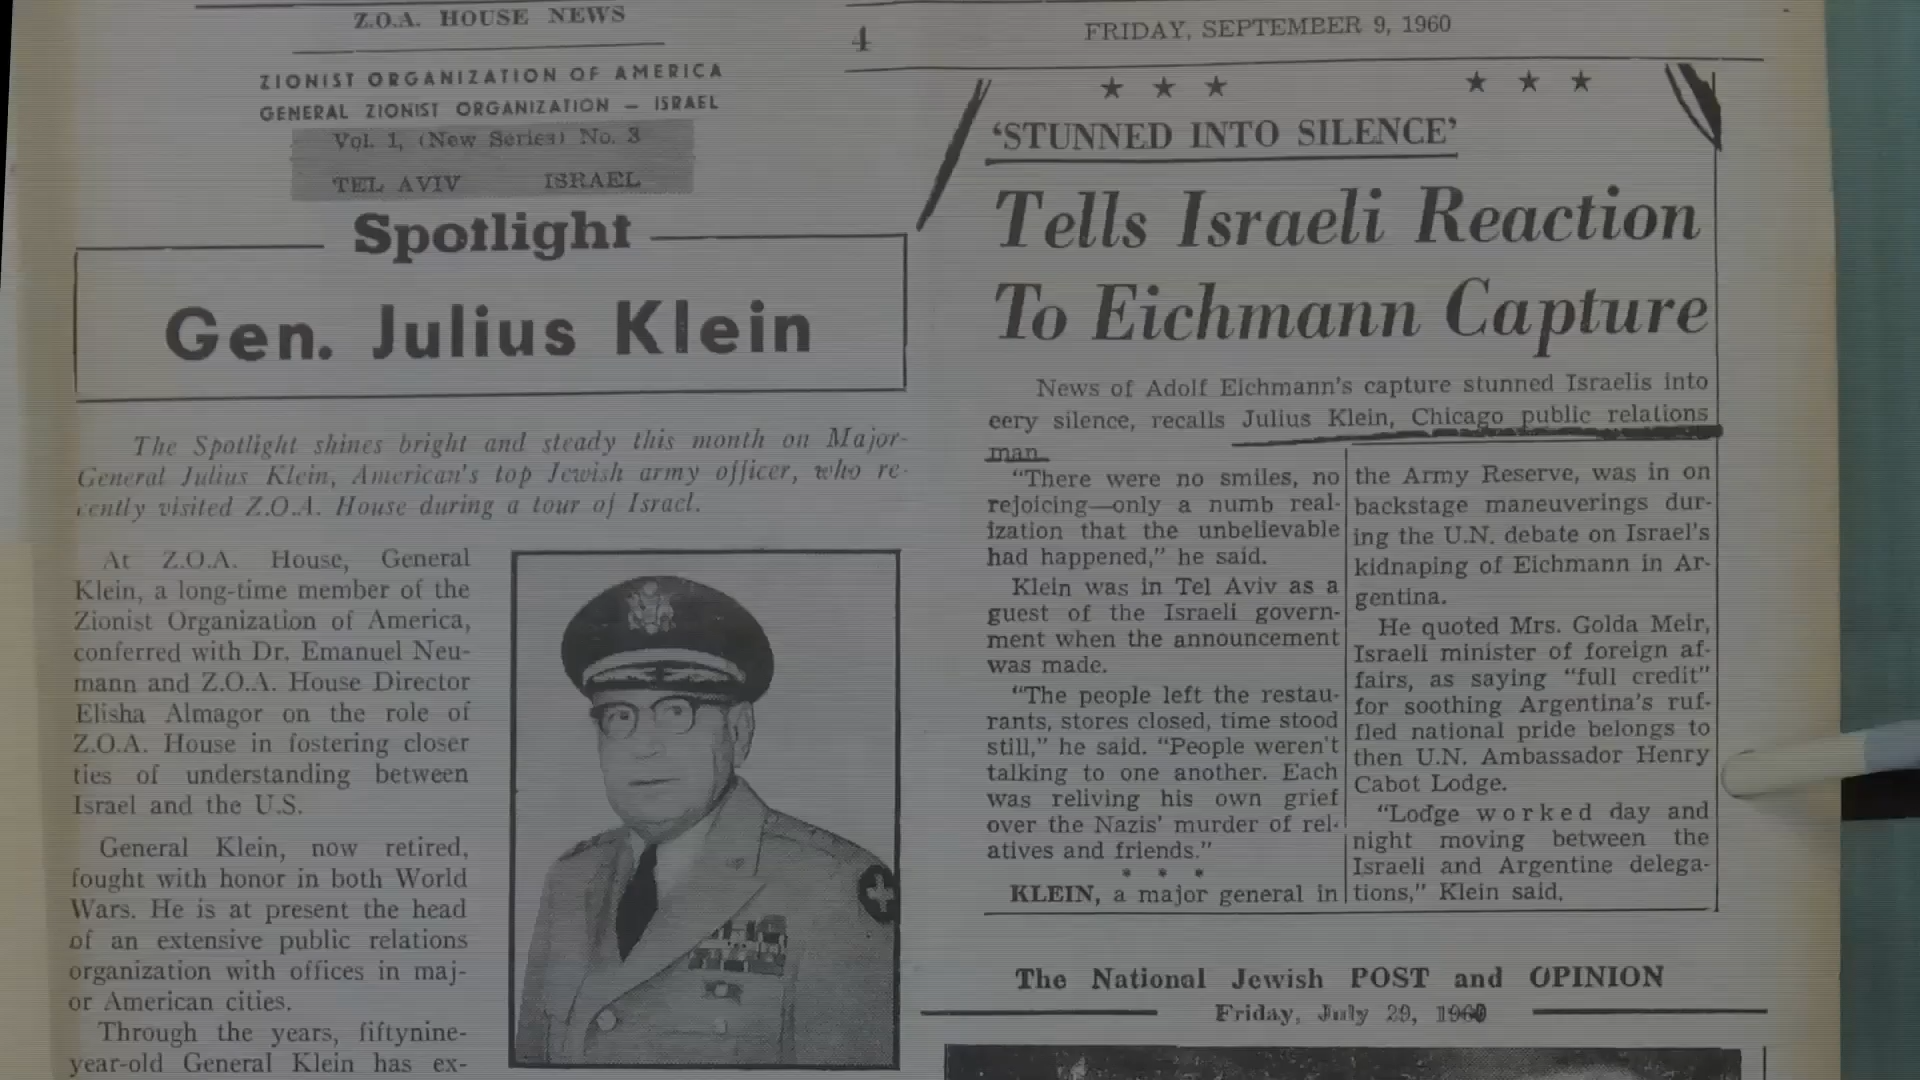 Z.O.A. HOUSE NEWS
ZIONIST ORGANIZATION OF AMERICA
GENERAL ZIONIST ORGANIZATION — ISRAEL
Vol. 1, (New Series) No. 3
TEL AVIV ISRAEL
Spotlight
Gen. Julius Klein
The Spotlight shines bright and steady this month on Major-
General Julius Klein, American's top Jewish army officer, who re-
cently visited Z.O.A. House during a tour of Israel.
At Z.O.A. House, General
Klein, a long-time member of the
Zionist Organization of America,
conferred with Dr. Emanuel Neu-
mann and Z.O.A. House Director
Elisha Almagor on the role of
Z.O.A. House in fostering closer
ties of understanding between
Israel and the U.S.
General Klein, now retired,
fought with honor in both World
Wars. He is at present the head
of an extensive public relations
organization with offices in maj-
or American cities.
Through the years, fiftynine-
year-old General Klein has ex-
4
FRIDAY, SEPTEMBER 9, 1960
★ ★ ★ ★ ★ ★
'STUNNED INTO SILENCE'
Tells Israeli Reaction
To Eichmann Capture
News of Adolf Eichmann's capture stunned Israelis into
eery silence, recalls Julius Klein, Chicago public relations
man.
"There were no smiles, no
rejoicing—only a numb real-
ization that the unbelievable
had happened," he said.
Klein was in Tel Aviv as a
guest of the Israeli govern-
ment when the announcement
was made.
"The people left the restau-
rants, stores closed, time stood
still," he said. "People weren't
talking to one another. Each
was reliving his own grief
over the Nazis' murder of rel-
atives and friends."
* * *
KLEIN, a major general in
the Army Reserve, was in on
backstage maneuverings dur-
ing the U.N. debate on Israel's
kidnaping of Eichmann in Ar-
gentina.
He quoted Mrs. Golda Meir,
Israeli minister of foreign af-
fairs, as saying "full credit"
for soothing Argentina's ruf-
fled national pride belongs to
then U.N. Ambassador Henry
Cabot Lodge.
"Lodge worked day and
night moving between the
Israeli and Argentine delega-
tions," Klein said.
The National Jewish POST and OPINION
Friday, July 29, 1960